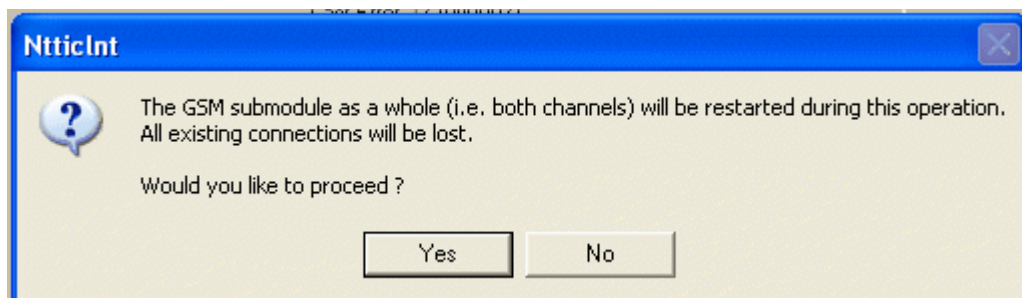 NtticInt
The GSM submodule as a whole (i.e. both channels) will be restarted during this operation.
All existing connections will be lost.
Would you like to proceed ?
Yes
No